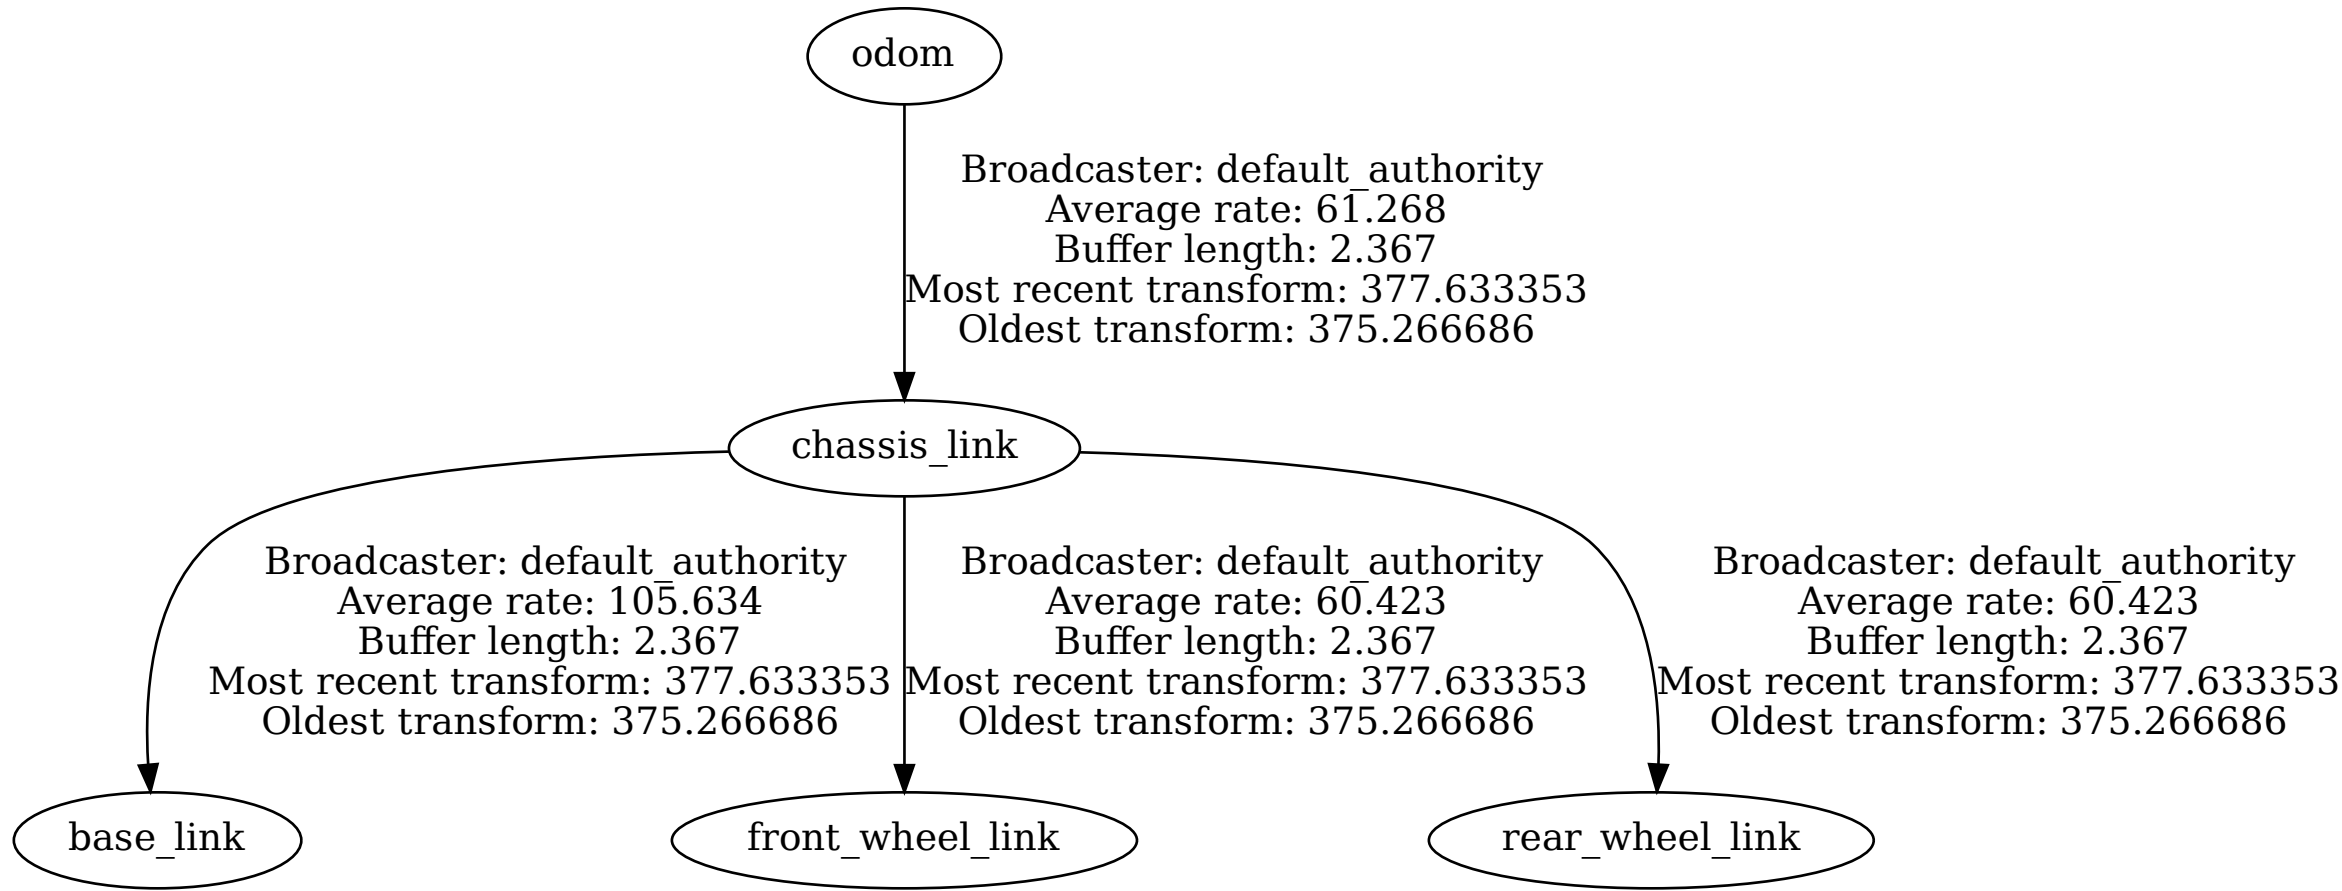 odom
Broadcaster: default_authority
Average rate: 61.268
Buffer length: 2.367
Most recent transform: 377.633353
Oldest transform: 375.266686
chassis_link
Broadcaster: default_authority
Average rate: 105.634
Buffer length: 2.367
Most recent transform: 377.633353
Oldest transform: 375.266686
Broadcaster: default_authority
Average rate: 60.423
Buffer length: 2.367
Most recent transform: 377.633353
Oldest transform: 375.266686
Broadcaster: default_authority
Average rate: 60.423
Buffer length: 2.367
Most recent transform: 377.633353
Oldest transform: 375.266686
base_link
front_wheel_link
rear_wheel_link